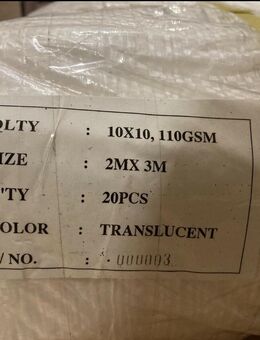 QLTY : 10X10, 110GSM
IZE : 2MX 3M
'TY : 20PCS
OLOR : TRANSLUCENT
/ NO. : 000003